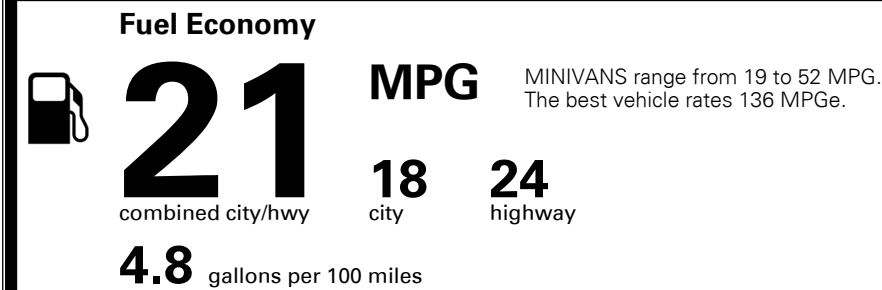 Fuel Economy
21 MPG
MINIVANS range from 19 to 52 MPG.
The best vehicle rates 136 MPGe.
combined city/hwy
18
city
24
highway
4.8 gallons per 100 miles